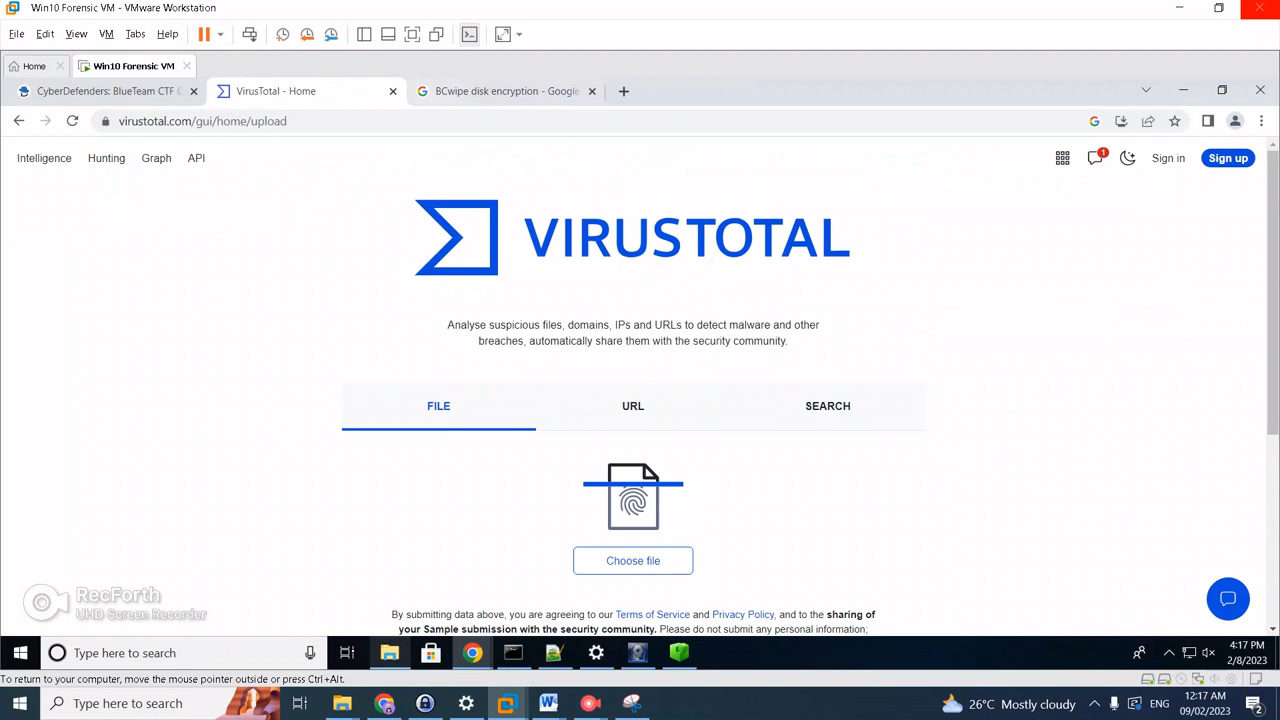 Win10 Forensic VM - VMware Workstation
File Edit View VM Tabs Help
Home Win10 Forensic VM
CyberDefenders: BlueTeam CTF C VirusTotal - Home BCwipe disk encryption - Google
virustotal.com/gui/home/upload
Intelligence Hunting Graph API 1 Sign in Sign up
VIRUSTOTAL
Analyse suspicious files, domains, IPs and URLs to detect malware and other
breaches, automatically share them with the security community.
FILE URL SEARCH
Choose file
RecForth
UHD Screen Recorder
By submitting data above, you are agreeing to our Terms of Service and Privacy Policy, and to the sharing of
your Sample submission with the security community. Please do not submit any personal information;
Type here to search 4:17 PM
2/8/2023
To return to your computer, move the mouse pointer outside or press Ctrl+Alt.
Type here to search 26°C Mostly cloudy ENG 12:17 AM
09/02/2023 2